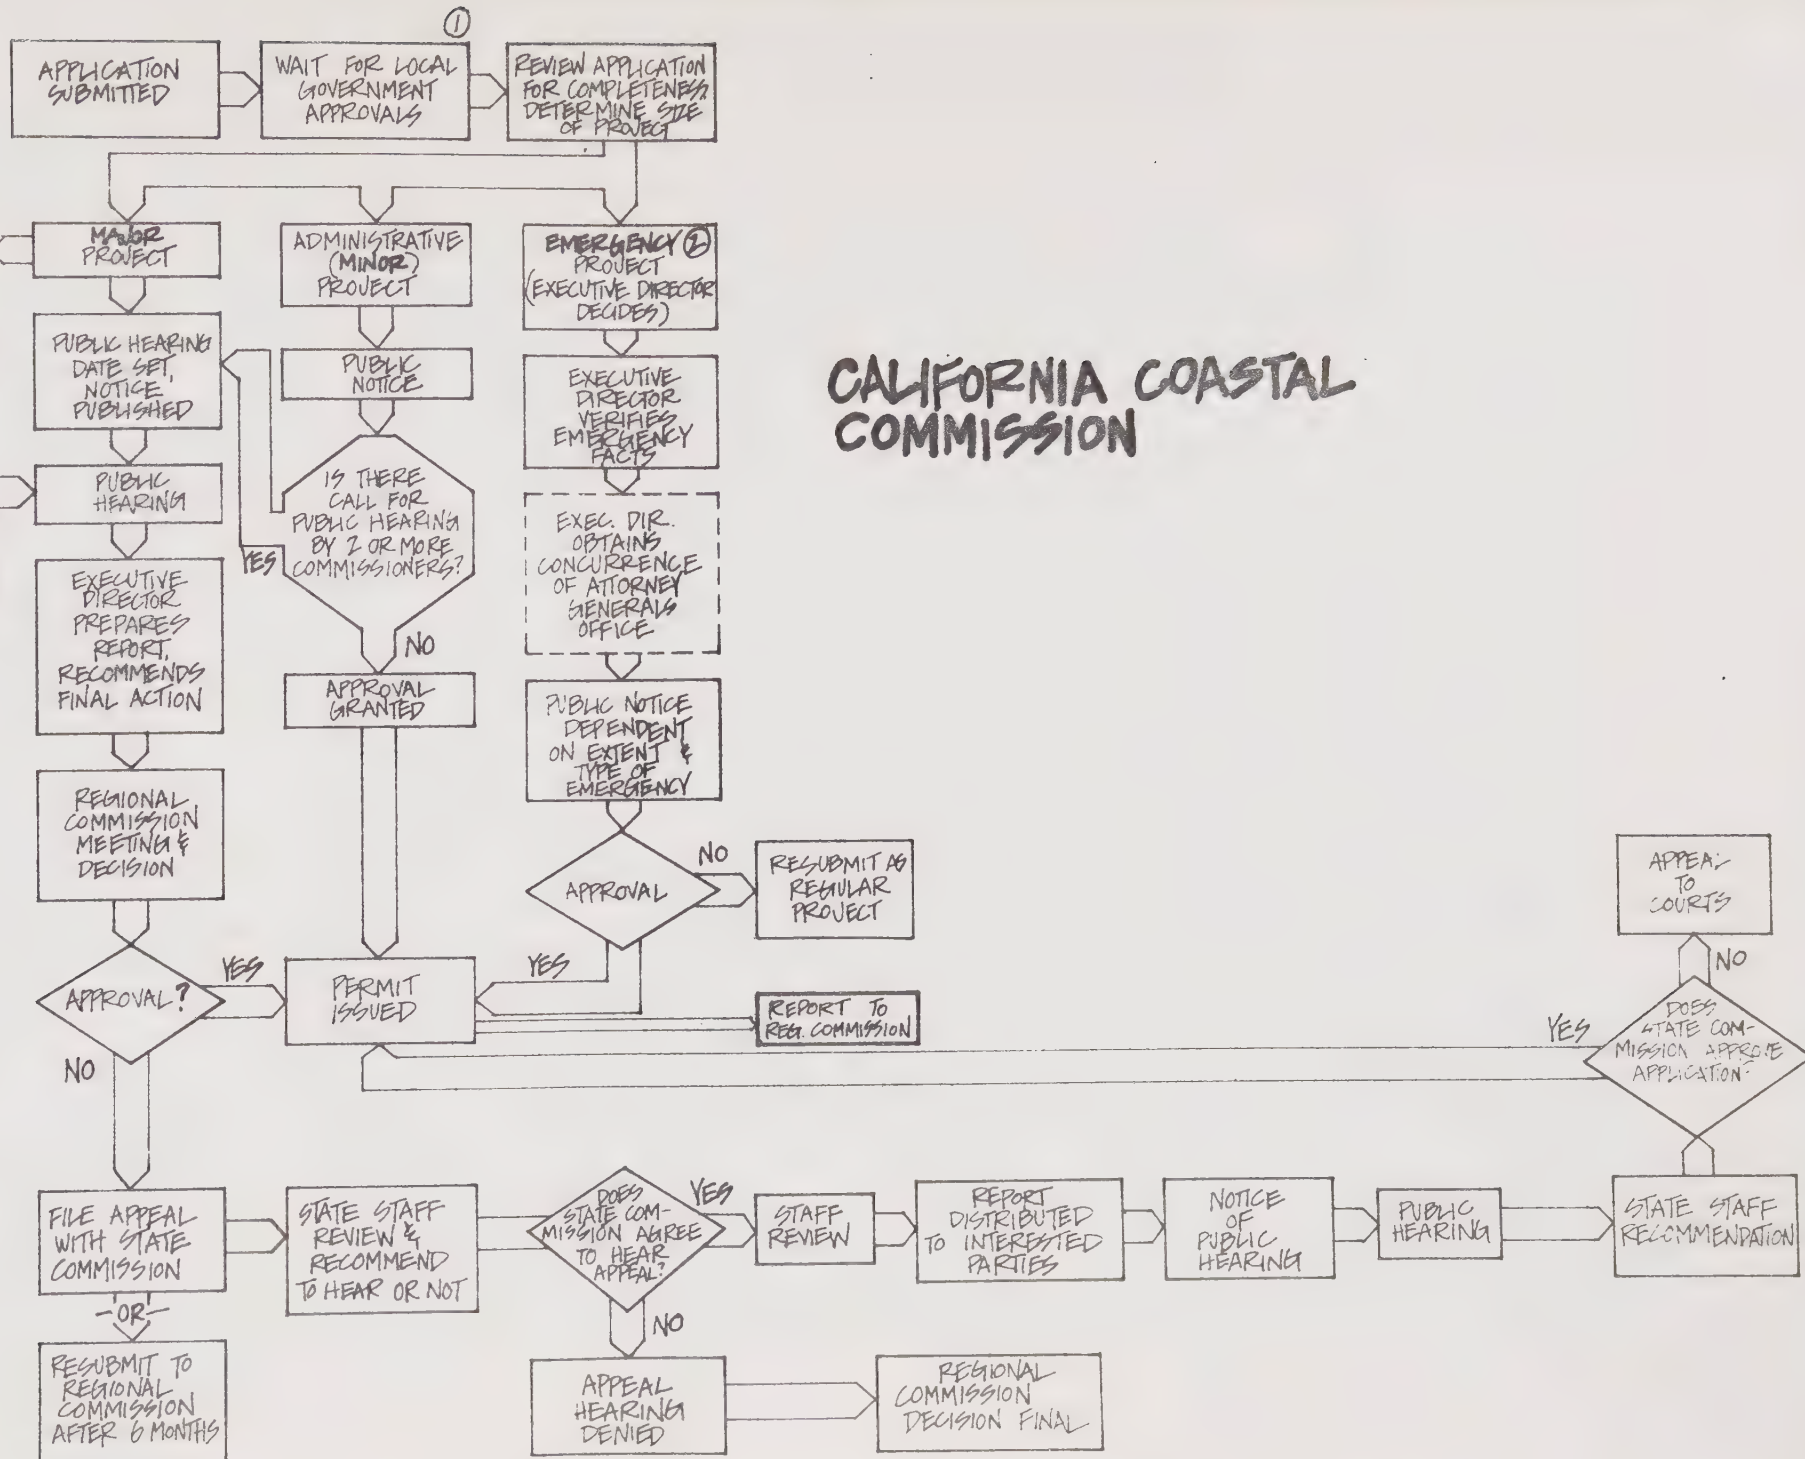 ①
APPLICATION
SUBMITTED
WAIT FOR LOCAL
GOVERNMENT
APPROVALS
REVIEW APPLICATION
FOR COMPLETENESS,
DETERMINE SIZE
OF PROJECT
MAJOR
PROJECT
ADMINISTRATIVE
(MINOR)
PROJECT
EMERGENCY ②
PROJECT
(EXECUTIVE DIRECTOR
DECIDES)
PUBLIC HEARING
DATE SET,
NOTICE
PUBLISHED
PUBLIC
NOTICE
EXECUTIVE
DIRECTOR
VERIFIES
EMERGENCY
FACTS
CALIFORNIA COASTAL
COMMISSION
PUBLIC
HEARING
IS THERE
CALL FOR
PUBLIC HEARING
BY 2 OR MORE
COMMISSIONERS?
YES
NO
EXEC. DIR.
OBTAINS
CONCURRENCE
OF ATTORNEY
GENERALS
OFFICE
EXECUTIVE
DIRECTOR
PREPARES
REPORT,
RECOMMENDS
FINAL ACTION
APPROVAL
GRANTED
PUBLIC NOTICE
DEPENDENT
ON EXTENT &
TYPE OF
EMERGENCY
REGIONAL
COMMISSION
MEETING &
DECISION
APPROVAL
NO
RESUBMIT AS
REGULAR
PROJECT
YES
APPROVAL?
YES
PERMIT
ISSUED
REPORT TO
REG. COMMISSION
NO
APPEAL
TO
COURTS
NO
DOES
STATE COM-
MISSION APPROVE
APPLICATION?
YES
FILE APPEAL
WITH STATE
COMMISSION
STATE STAFF
REVIEW &
RECOMMEND
TO HEAR OR NOT
DOES
STATE COM-
MISSION AGREE
TO HEAR
APPEAL?
YES
STAFF
REVIEW
REPORT
DISTRIBUTED
TO INTERESTED
PARTIES
NOTICE
OF
PUBLIC
HEARING
PUBLIC
HEARING
STATE STAFF
RECOMMENDATION
-OR-
RESUBMIT TO
REGIONAL
COMMISSION
AFTER 6 MONTHS
NO
APPEAL
HEARING
DENIED
REGIONAL
COMMISSION
DECISION FINAL